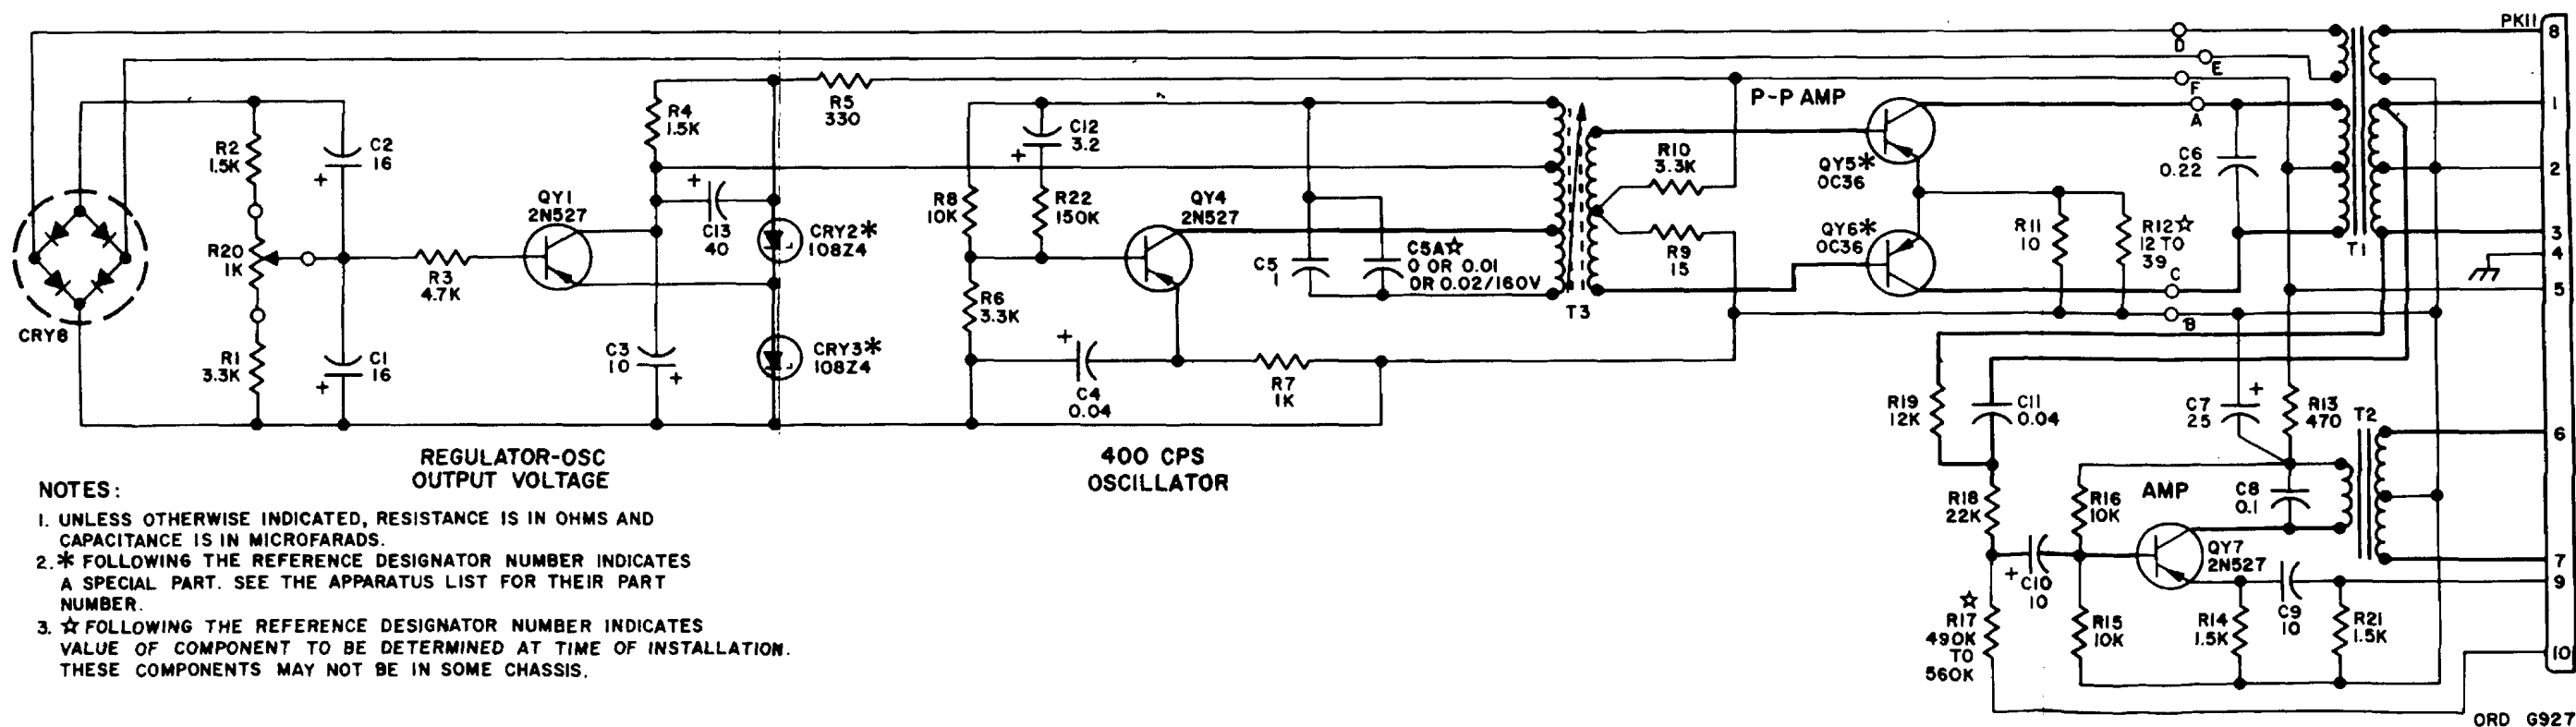 PK11
8
D
E
F
A
1
2
3
4
5
C
B
6
7
9
10
P-P AMP
R5
330
R4
1.5K
R2
1.5K
C2
16
+
C12
3.2
+
R10
3.3K
QY5*
OC36
C6
0.22
QY1
2N527
+
C13
40
CRY2*
108Z4
R8
10K
R22
150K
QY4
2N527
R20
1K
R3
4.7K
C5
1
C5A☆
0 OR 0.01
OR 0.02/160V
R9
15
QY6*
OC36
R11
10
R12☆
12 TO
39
T1
T3
CRY8
R1
3.3K
C1
16
+
C3
10
+
CRY3*
108Z4
R6
3.3K
+
C4
0.04
R7
1K
R19
12K
C11
0.04
C7
25
+
R13
470
T2
REGULATOR-OSC
OUTPUT VOLTAGE
400 CPS
OSCILLATOR
R18
22K
R16
10K
AMP
C8
0.1
QY7
2N527
+
C10
10
☆
R17
490K
TO
560K
R15
10K
R14
1.5K
C9
10
R21
1.5K
NOTES:
1. UNLESS OTHERWISE INDICATED, RESISTANCE IS IN OHMS AND
CAPACITANCE IS IN MICROFARADS.
2. * FOLLOWING THE REFERENCE DESIGNATOR NUMBER INDICATES
A SPECIAL PART. SEE THE APPARATUS LIST FOR THEIR PART
NUMBER.
3. ☆ FOLLOWING THE REFERENCE DESIGNATOR NUMBER INDICATES
VALUE OF COMPONENT TO BE DETERMINED AT TIME OF INSTALLATION.
THESE COMPONENTS MAY NOT BE IN SOME CHASSIS.
ORD G927